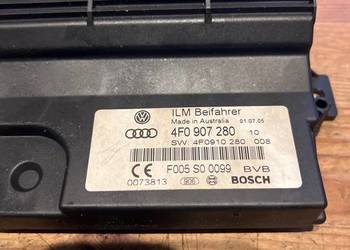 ILM Beifahrer
Made in Australia 01.07.05
4F0 907 280 10
SW: 4F0910 280 008
F005 S0 0099 BVB
0073813 906 BOSCH